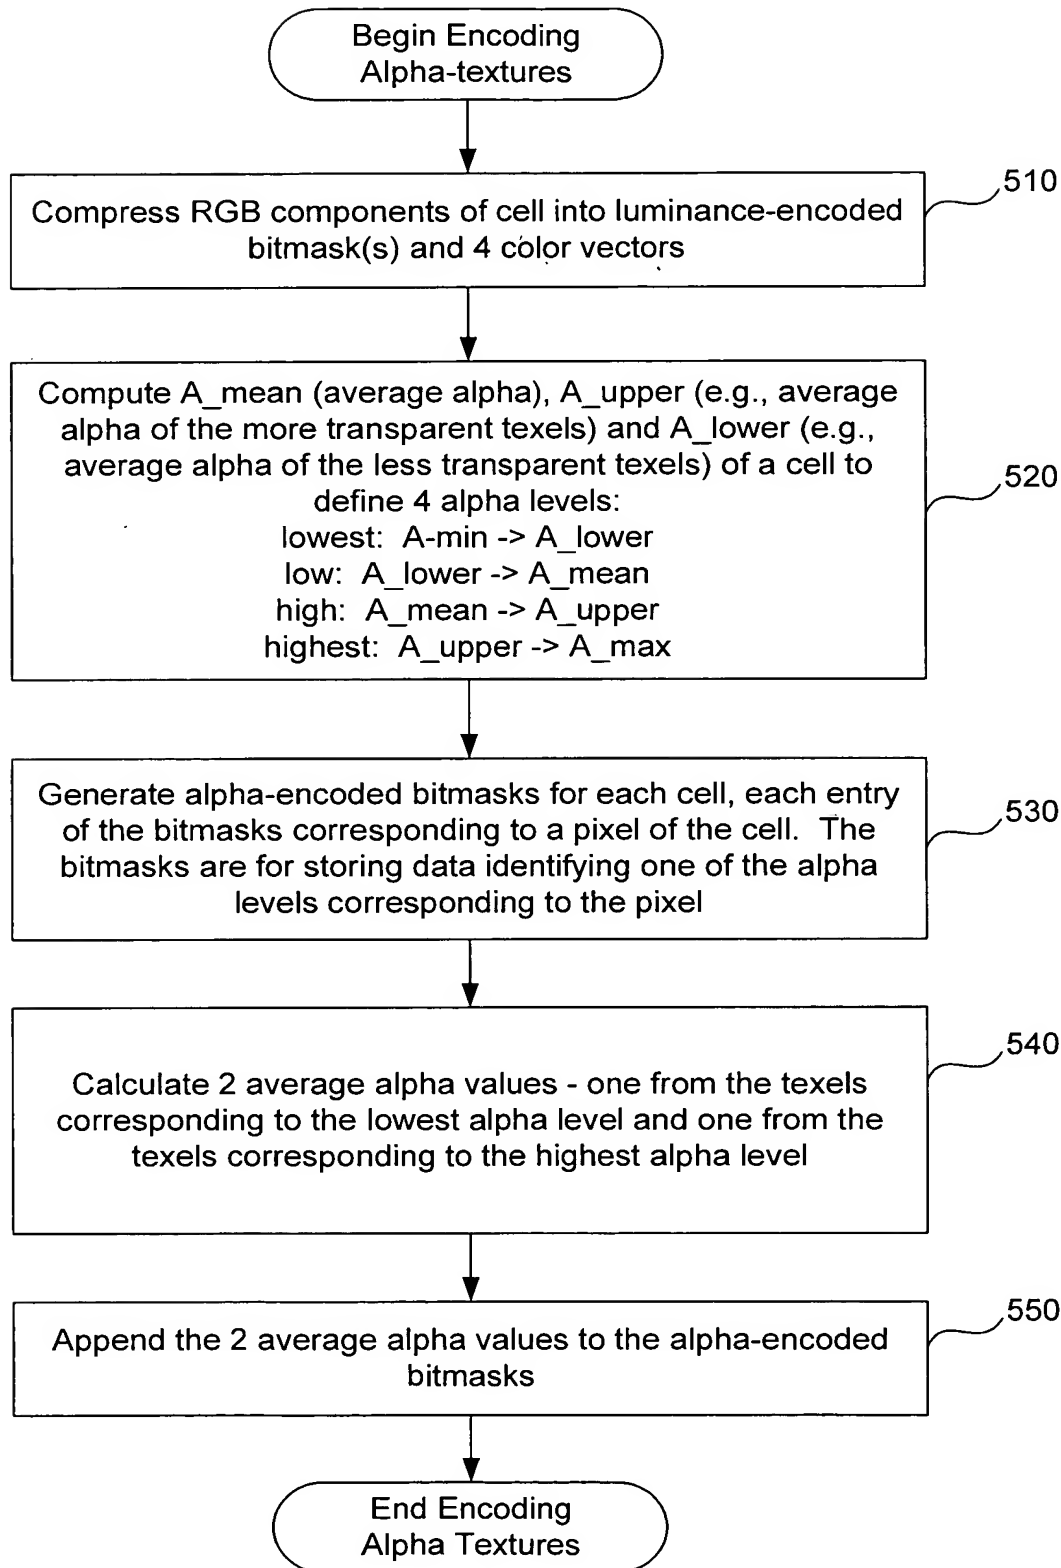 Begin Encoding
Alpha-textures
510
Compress RGB components of cell into luminance-encoded
bitmask(s) and 4 color vectors
Compute A_mean (average alpha), A_upper (e.g., average
alpha of the more transparent texels) and A_lower (e.g.,
average alpha of the less transparent texels) of a cell to
define 4 alpha levels:
lowest: A-min -> A_lower
low: A_lower -> A_mean
high: A_mean -> A_upper
highest: A_upper -> A_max
520
Generate alpha-encoded bitmasks for each cell, each entry
of the bitmasks corresponding to a pixel of the cell. The
bitmasks are for storing data identifying one of the alpha
levels corresponding to the pixel
530
540
Calculate 2 average alpha values - one from the texels
corresponding to the lowest alpha level and one from the
texels corresponding to the highest alpha level
550
Append the 2 average alpha values to the alpha-encoded
bitmasks
End Encoding
Alpha Textures